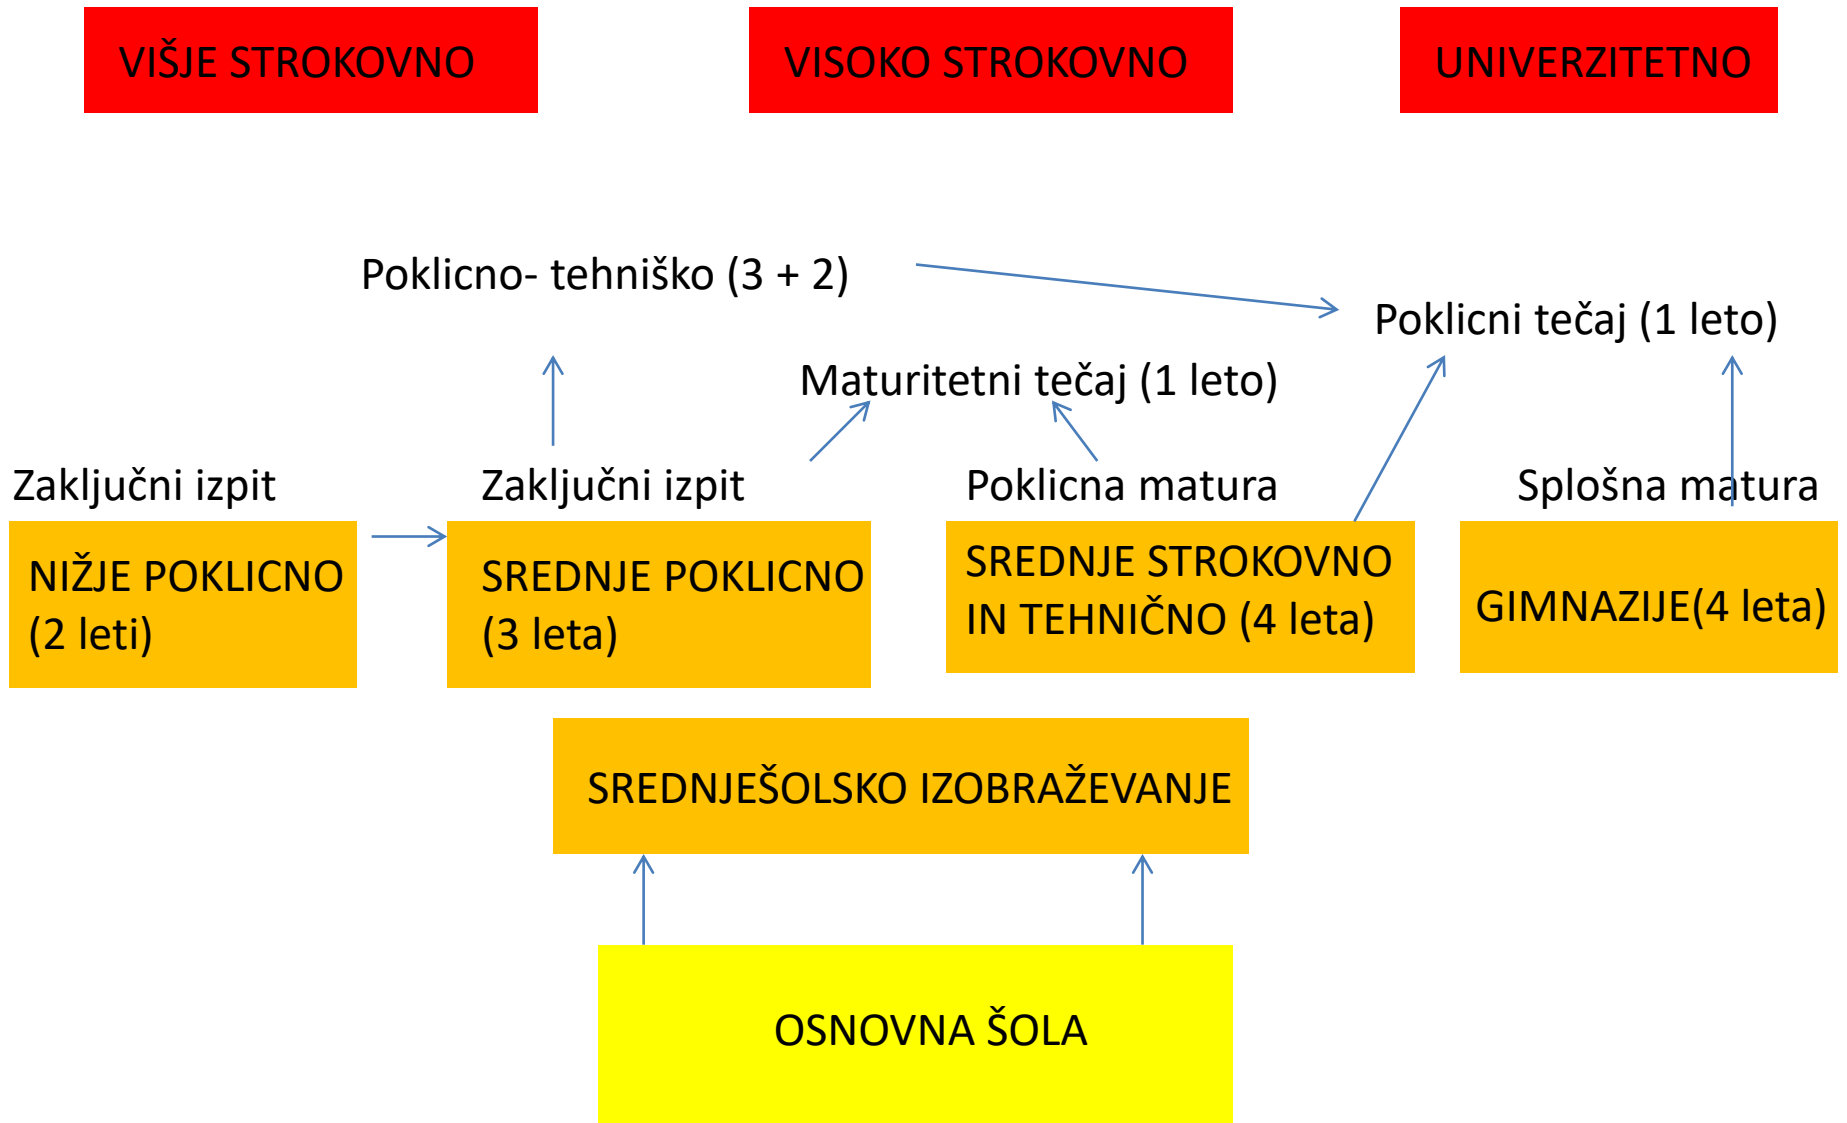 VIŠJE STROKOVNO
VISOKO STROKOVNO
UNIVERZITETNO
Poklicno- tehniško (3 + 2)
Poklicni tečaj (1 leto)
Maturitetni tečaj (1 leto)
Zaključni izpit
Zaključni izpit
Poklicna matura
Splošna matura
NIŽJE POKLICNO
(2 leti)
SREDNJE POKLICNO
(3 leta)
SREDNJE STROKOVNO
IN TEHNIČNO (4 leta)
GIMNAZIJE(4 leta)
SREDNJEŠOLSKO IZOBRAŽEVANJE
OSNOVNA ŠOLA